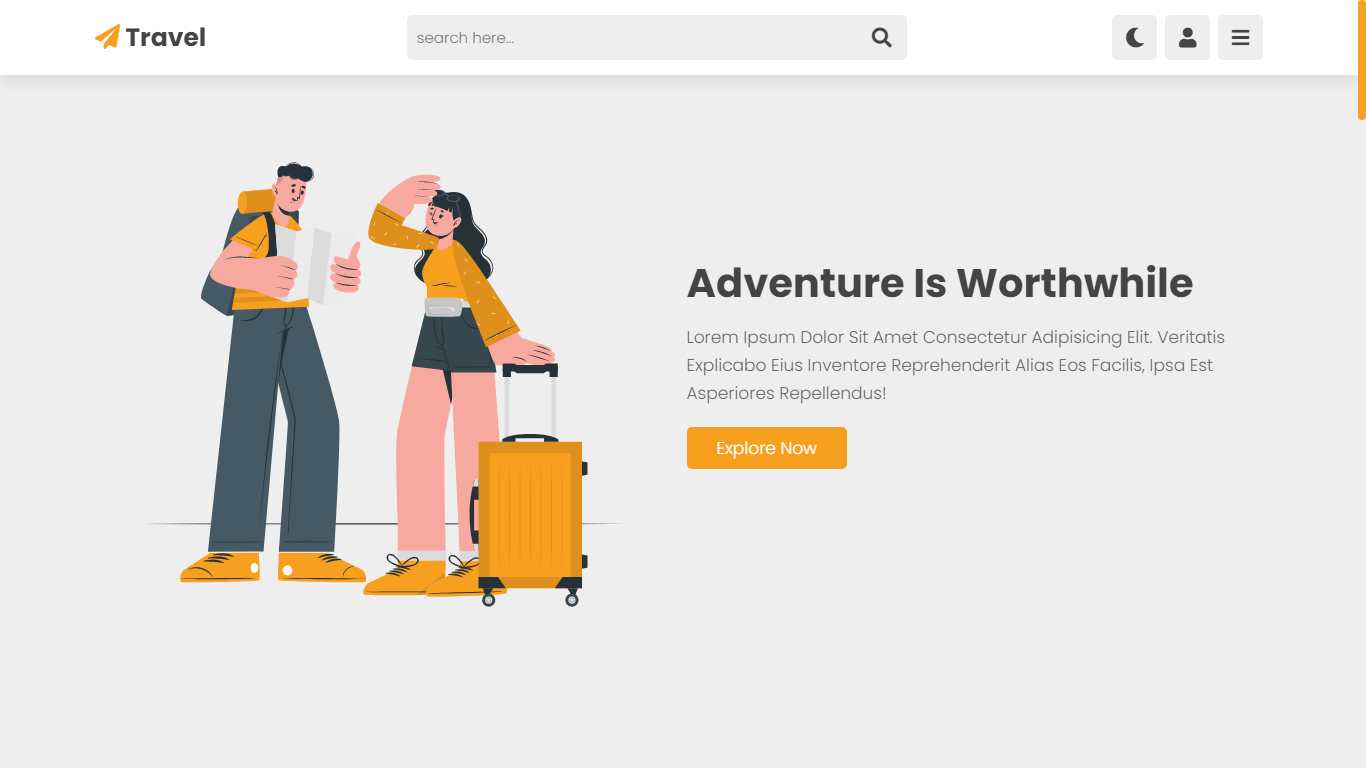 Travel
search here...
Adventure Is Worthwhile
Lorem Ipsum Dolor Sit Amet Consectetur Adipisicing Elit. Veritatis
Explicabo Eius Inventore Reprehenderit Alias Eos Facilis, Ipsa Est
Asperiores Repellendus!
Explore Now